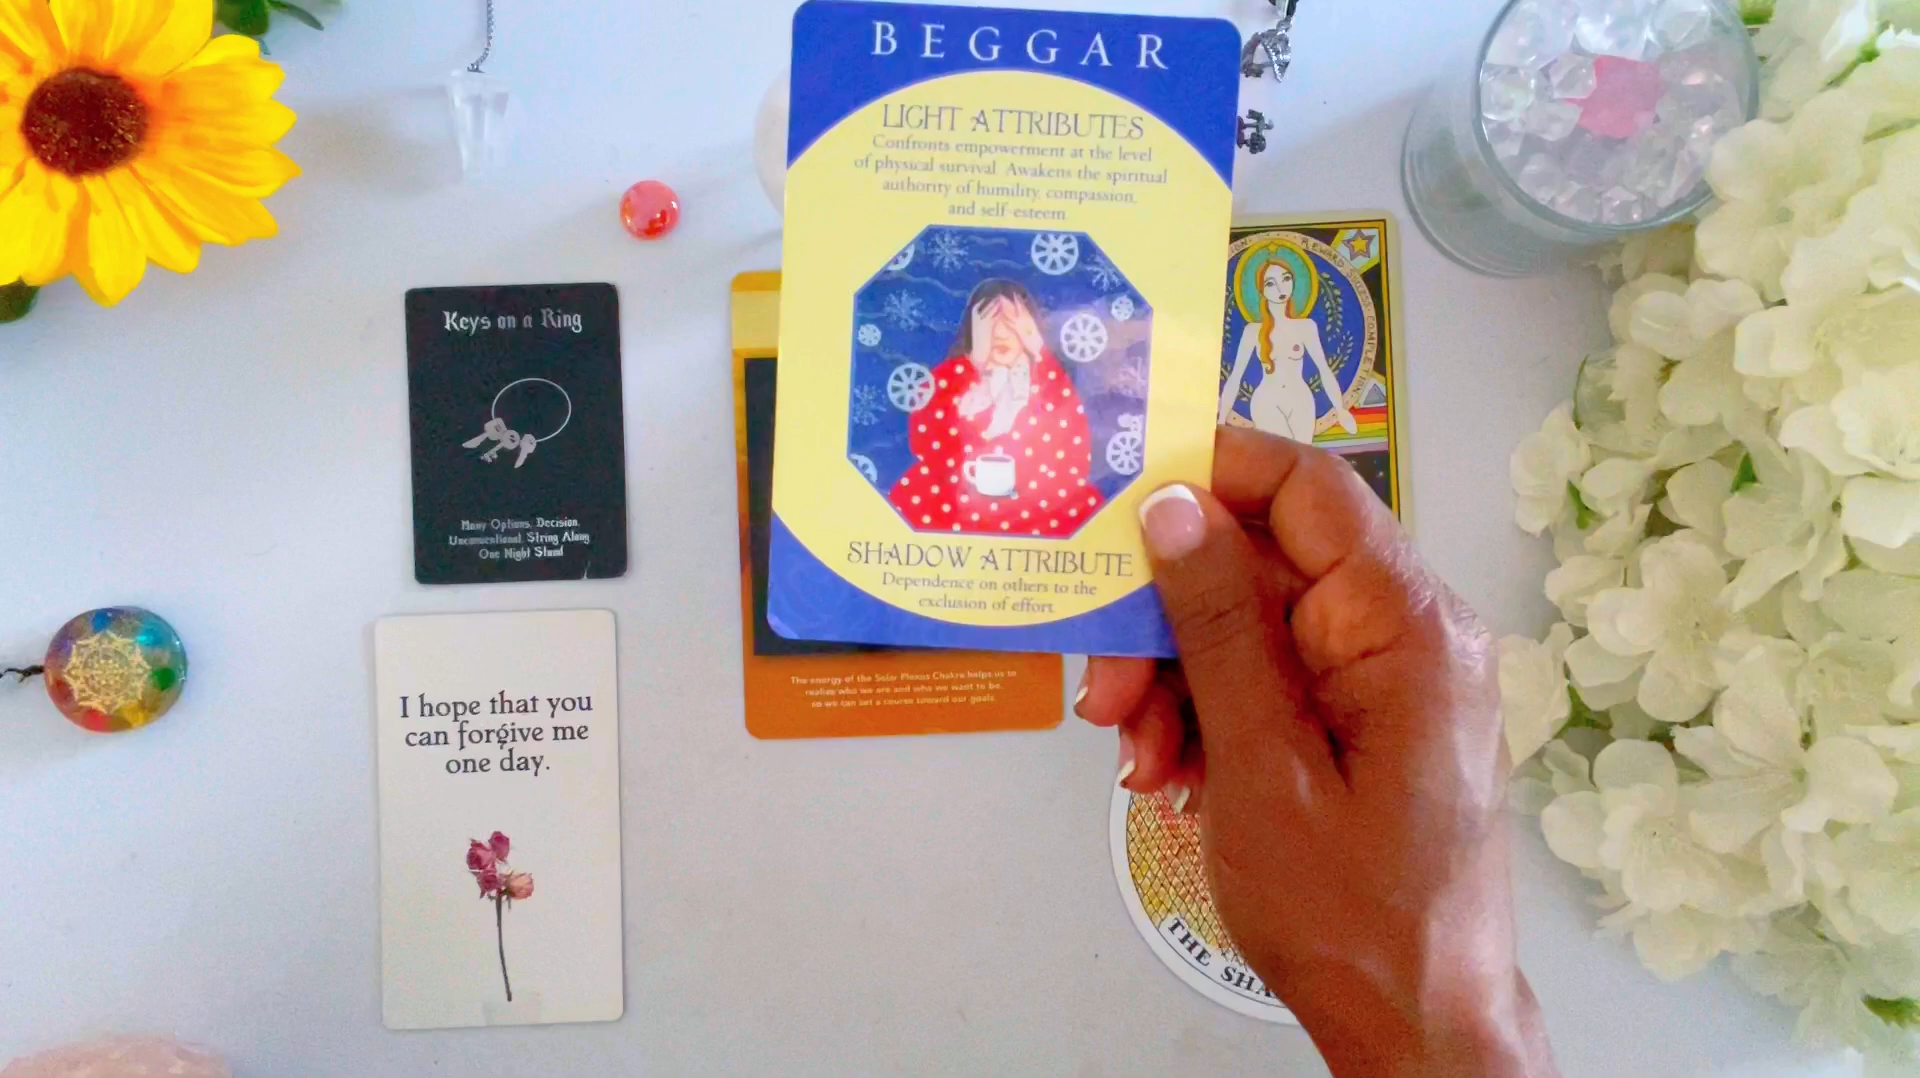 BEGGAR
LIGHT ATTRIBUTES
Confronts empowerment at the level
of physical survival. Awakens the spiritual
authority of humility, compassion,
and self-esteem
SHADOW ATTRIBUTE
Dependence on others to the
exclusion of effort
Keys on a Ring
Many Options, Decision,
Unconventional, String Along
One Night Stand
I hope that you
can forgive me
one day.
The energy of the Solar Plexus Chakra helps us to
realize who we are and who we want to be,
so we can set a course toward our goals.
REWARD SUCCESS COMPLETION
THE SHA